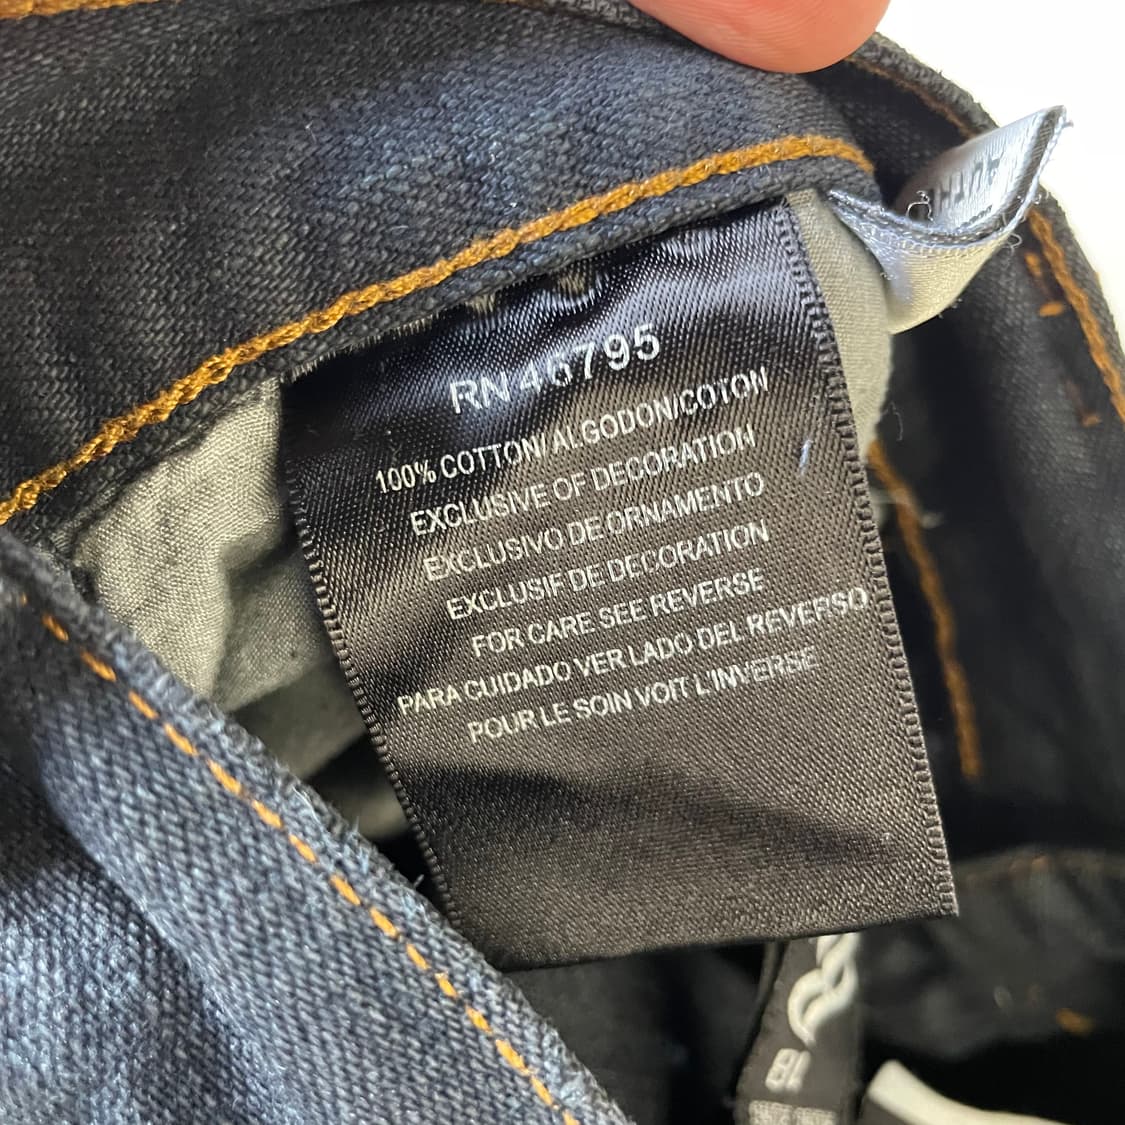 RN 46795
100% COTTON/ALGODON/COTON
EXCLUSIVE OF DECORATION
EXCLUSIVO DE ORNAMENTO
EXCLUSIF DE DECORATION
FOR CARE SEE REVERSE
PARA CUIDADO VER LADO DEL REVERSO
POUR LE SOIN VOIT L'INVERSE